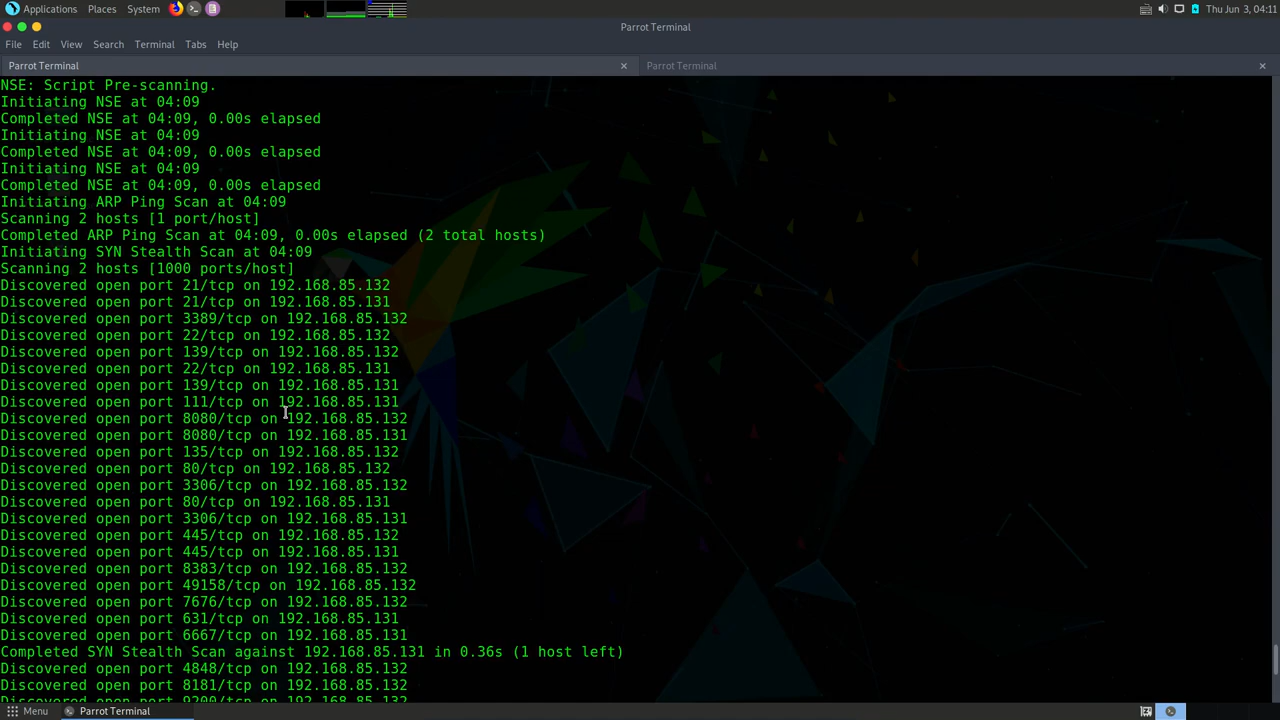 Applications Places System Thu Jun 3, 04:11
Parrot Terminal
File Edit View Search Terminal Tabs Help
Parrot Terminal × Parrot Terminal ×
NSE: Script Pre-scanning.
Initiating NSE at 04:09
Completed NSE at 04:09, 0.00s elapsed
Initiating NSE at 04:09
Completed NSE at 04:09, 0.00s elapsed
Initiating NSE at 04:09
Completed NSE at 04:09, 0.00s elapsed
Initiating ARP Ping Scan at 04:09
Scanning 2 hosts [1 port/host]
Completed ARP Ping Scan at 04:09, 0.00s elapsed (2 total hosts)
Initiating SYN Stealth Scan at 04:09
Scanning 2 hosts [1000 ports/host]
Discovered open port 21/tcp on 192.168.85.132
Discovered open port 21/tcp on 192.168.85.131
Discovered open port 3389/tcp on 192.168.85.132
Discovered open port 22/tcp on 192.168.85.132
Discovered open port 139/tcp on 192.168.85.132
Discovered open port 22/tcp on 192.168.85.131
Discovered open port 139/tcp on 192.168.85.131
Discovered open port 111/tcp on 192.168.85.131
Discovered open port 8080/tcp on 192.168.85.132
Discovered open port 8080/tcp on 192.168.85.131
Discovered open port 135/tcp on 192.168.85.132
Discovered open port 80/tcp on 192.168.85.132
Discovered open port 3306/tcp on 192.168.85.132
Discovered open port 80/tcp on 192.168.85.131
Discovered open port 3306/tcp on 192.168.85.131
Discovered open port 445/tcp on 192.168.85.132
Discovered open port 445/tcp on 192.168.85.131
Discovered open port 8383/tcp on 192.168.85.132
Discovered open port 49158/tcp on 192.168.85.132
Discovered open port 7676/tcp on 192.168.85.132
Discovered open port 631/tcp on 192.168.85.131
Discovered open port 6667/tcp on 192.168.85.131
Completed SYN Stealth Scan against 192.168.85.131 in 0.36s (1 host left)
Discovered open port 4848/tcp on 192.168.85.132
Discovered open port 8181/tcp on 192.168.85.132
Discovered open port 9200/tcp on 192.168.85.132
Menu Parrot Terminal